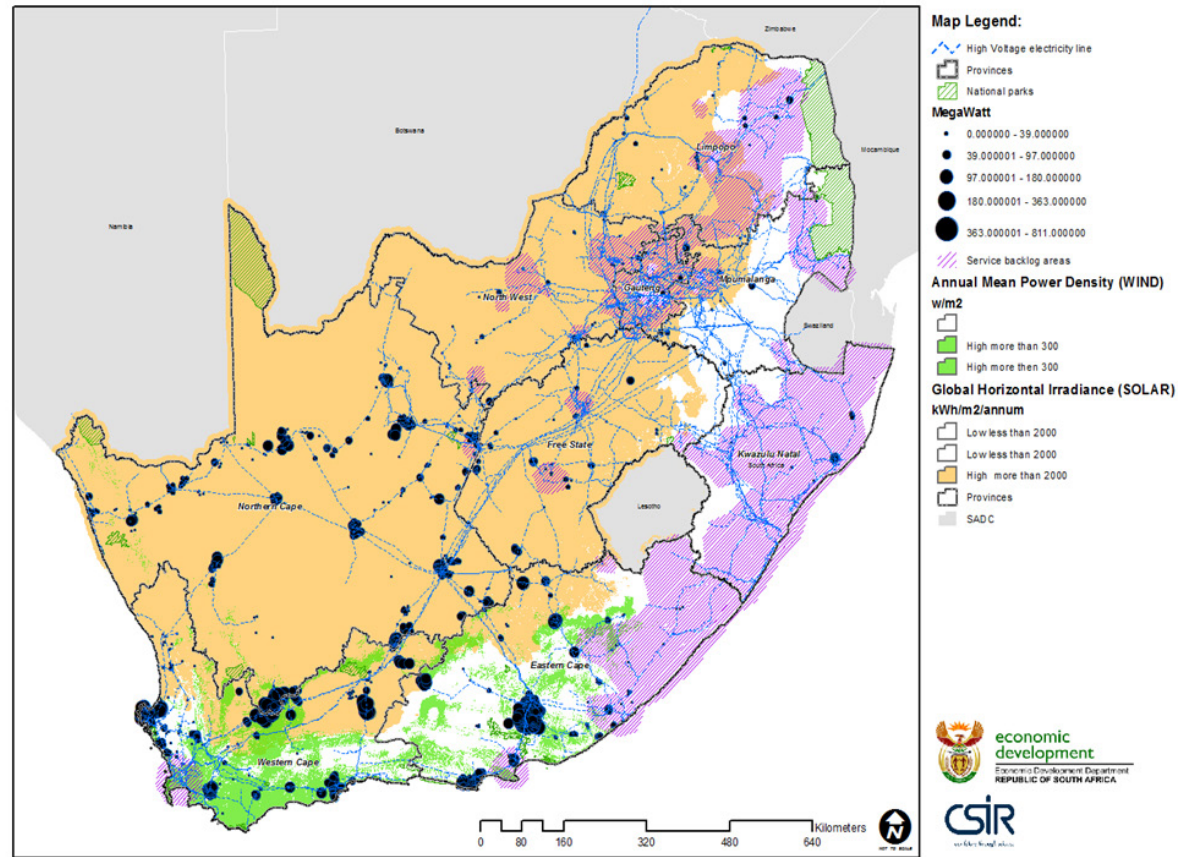 Zimbabwe
Botswana
Mozambique
Namibia
Limpopo
North West
Gauteng
Mpumalanga
Swaziland
Free State
Kwazulu Natal
South Africa
Lesotho
Northern Cape
Eastern Cape
Western Cape
0 80 160 320 480 640 Kilometers
N
NOT TO SCALE
Map Legend:
High Voltage electricity line
Provinces
National parks
MegaWatt
0.000000 - 39.000000
39.000001 - 97.000000
97.000001 - 180.000000
180.000001 - 363.000000
363.000001 - 811.000000
Service backlog areas
Annual Mean Power Density (WIND)
w/m2
High more than 300
High more then 300
Global Horizontal Irradiance (SOLAR)
kWh/m2/annum
Low less than 2000
Low less than 2000
High more than 2000
Provinces
SADC
economic
development
Economic Development Department
REPUBLIC OF SOUTH AFRICA
CSIR